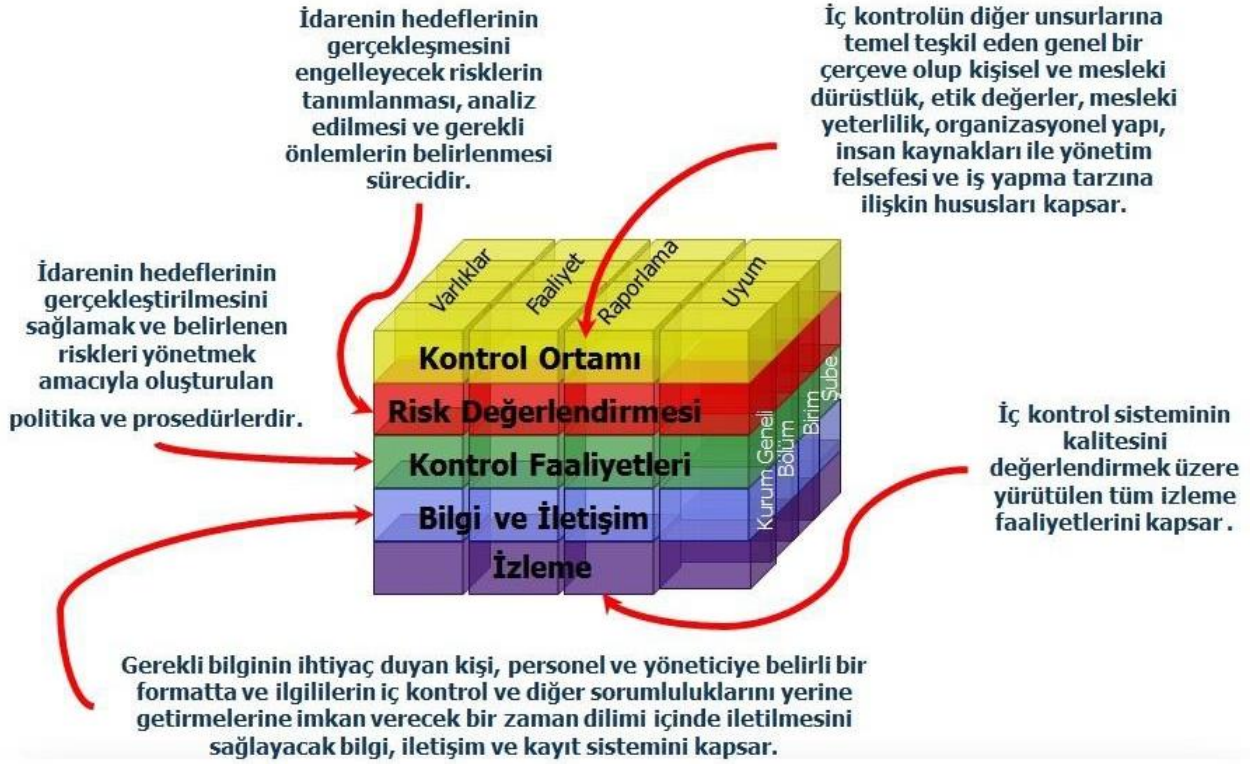 İdarenin hedeflerinin
gerçekleşmesini
engelleyecek risklerin
tanımlanması, analiz
edilmesi ve gerekli
önlemlerin belirlenmesi
sürecidir.
İç kontrolün diğer unsurlarına
temel teşkil eden genel bir
çerçeve olup kişisel ve mesleki
dürüstlük, etik değerler, mesleki
yeterlilik, organizasyonel yapı,
insan kaynakları ile yönetim
felsefesi ve iş yapma tarzına
ilişkin hususları kapsar.
İdarenin hedeflerinin
gerçekleştirilmesini
sağlamak ve belirlenen
riskleri yönetmek
amacıyla oluşturulan
politika ve prosedürlerdir.
Varlıklar
Faaliyet
Raporlama
Uyum
Kontrol Ortamı
Risk Değerlendirmesi
Kontrol Faaliyetleri
Bilgi ve İletişim
İzleme
Kurum Geneli
Bölüm
Birim
Şube
İç kontrol sisteminin
kalitesini
değerlendirmek üzere
yürütülen tüm izleme
faaliyetlerini kapsar .
Gerekli bilginin ihtiyaç duyan kişi, personel ve yöneticiye belirli bir
formatta ve ilgililerin iç kontrol ve diğer sorumluluklarını yerine
getirmelerine imkan verecek bir zaman dilimi içinde iletilmesini
sağlayacak bilgi, iletişim ve kayıt sistemini kapsar.